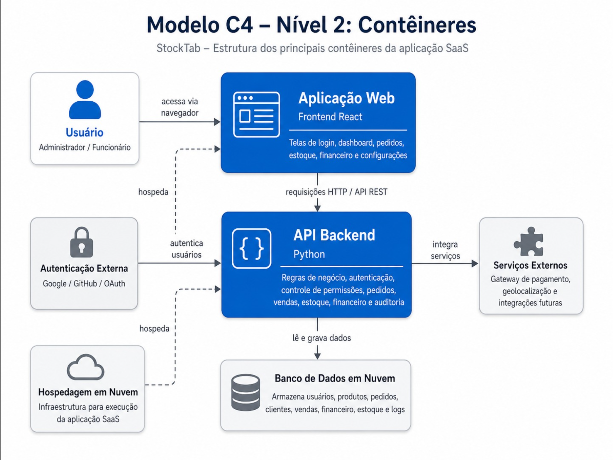 Modelo C4 – Nível 2: Contêineres
StockTab – Estrutura dos principais contêineres da aplicação SaaS
Usuário
Administrador / Funcionário
acessa via
navegador
Aplicação Web
Frontend React
Telas de login, dashboard, pedidos,
estoque, financeiro e configurações
hospeda
requisições HTTP / API REST
Autenticação Externa
Google / GitHub / OAuth
autentica
usuários
API Backend
Python
Regras de negócio, autenticação,
controle de permissões, pedidos,
vendas, estoque, financeiro e auditoria
integra
serviços
Serviços Externos
Gateway de pagamento,
geolocalização e
integrações futuras
hospeda
lê e grava dados
Hospedagem em Nuvem
Infraestrutura para execução
da aplicação SaaS
Banco de Dados em Nuvem
Armazena usuários, produtos, pedidos,
clientes, vendas, financeiro, estoque e logs